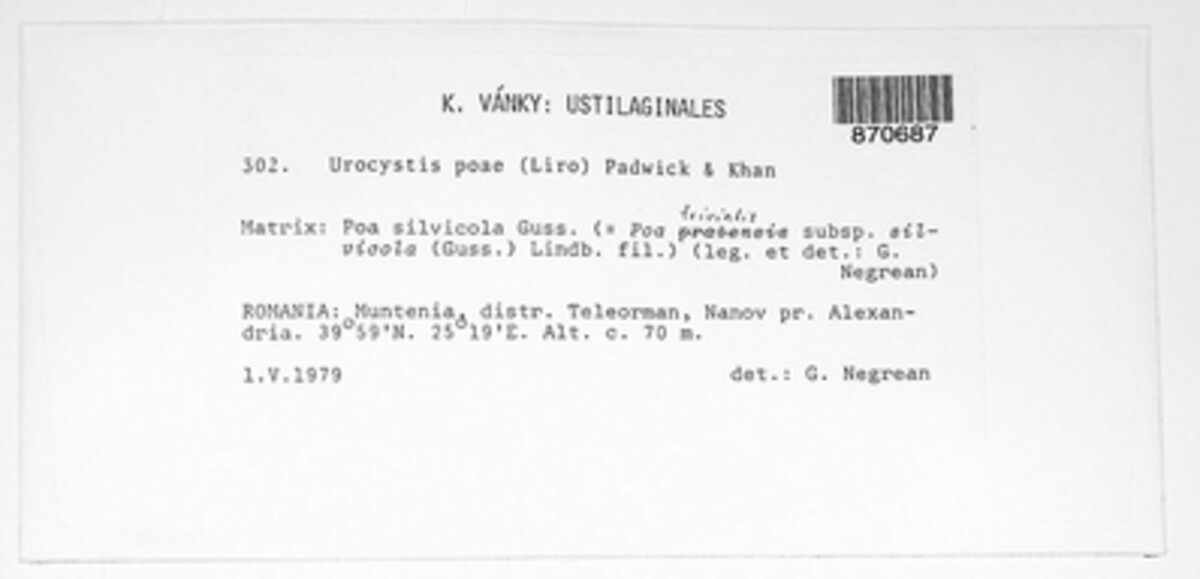 K. VÁNKY: USTILAGINALES
870687
302. Urocystis poae (Liro) Padwick & Khan
trivialis
Matrix: Poa silvicola Guss. (= Poa pratensis subsp. sil-
vicola (Guss.) Lindb. fil.) (leg. et det.: G.
Negrean)
ROMANIA: Muntenia, distr. Teleorman, Nanov pr. Alexan-
dria. 39°59'N. 25°19'E. Alt. c. 70 m.
1.V.1979 det.: G. Negrean